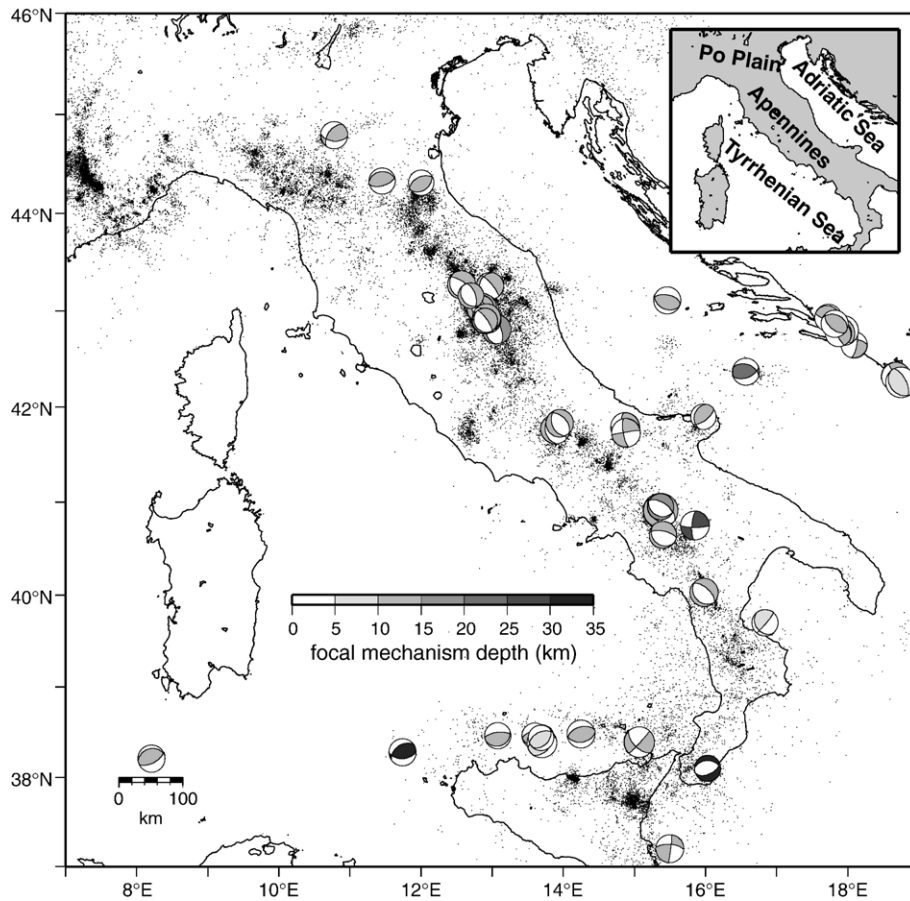 46°N
44°N
42°N
40°N
38°N
8°E 10°E 12°E 14°E 16°E 18°E
Po Plain
Adriatic Sea
Apennines
Tyrrhenian Sea
0 5 10 15 20 25 30 35
focal mechanism depth (km)
0 100
km